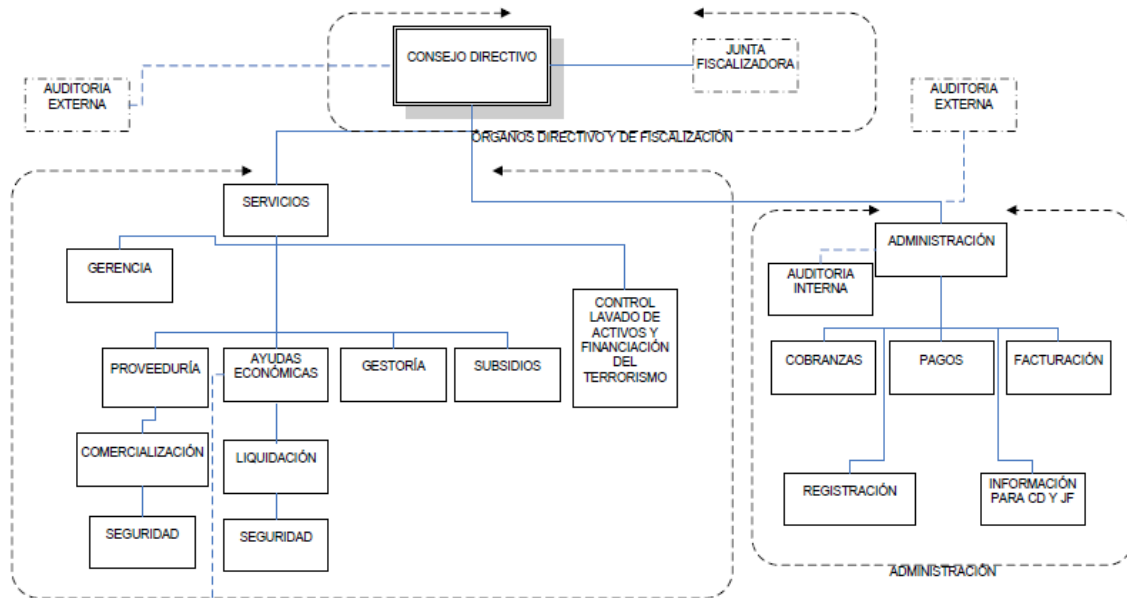 CONSEJO DIRECTIVO
JUNTA
FISCALIZADORA
AUDITORIA
EXTERNA
AUDITORIA
EXTERNA
ÓRGANOS DIRECTIVO Y DE FISCALIZACIÓN
SERVICIOS
ADMINISTRACIÓN
GERENCIA
AUDITORIA
INTERNA
CONTROL
LAVADO DE
ACTIVOS Y
FINANCIACIÓN
DEL
TERRORISMO
PROVEEDURÍA
AYUDAS
ECONÓMICAS
GESTORÍA
SUBSIDIOS
COBRANZAS
PAGOS
FACTURACIÓN
COMERCIALIZACIÓN
LIQUIDACIÓN
REGISTRACIÓN
INFORMACIÓN
PARA CD Y JF
SEGURIDAD
SEGURIDAD
ADMINISTRACIÓN